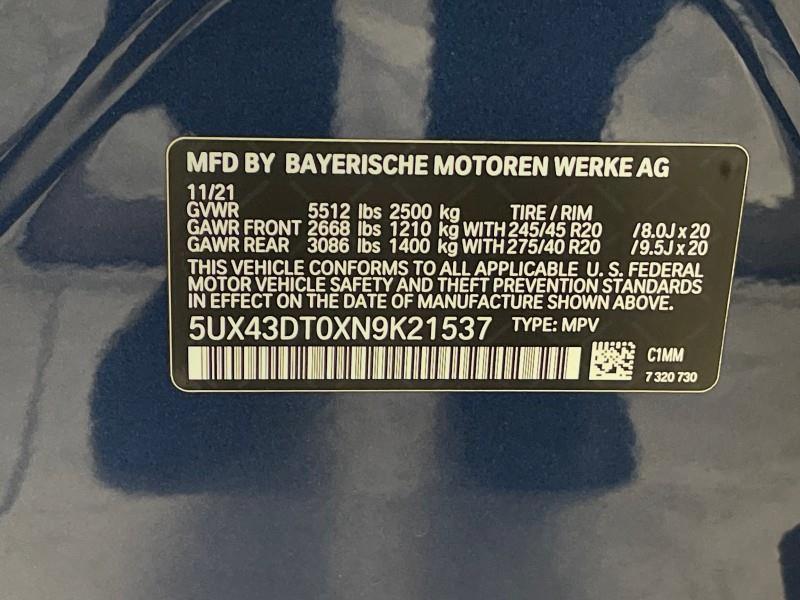 MFD BY BAYERISCHE MOTOREN WERKE AG
11/21
GVWR 5512 lbs 2500 kg TIRE / RIM
GAWR FRONT 2668 lbs 1210 kg WITH 245/45 R20 /8.0J x 20
GAWR REAR 3086 lbs 1400 kg WITH 275/40 R20 /9.5J x 20
THIS VEHICLE CONFORMS TO ALL APPLICABLE U. S. FEDERAL
MOTOR VEHICLE SAFETY AND THEFT PREVENTION STANDARDS
IN EFFECT ON THE DATE OF MANUFACTURE SHOWN ABOVE.
5UX43DT0XN9K21537 TYPE: MPV
C1MM
7 320 730